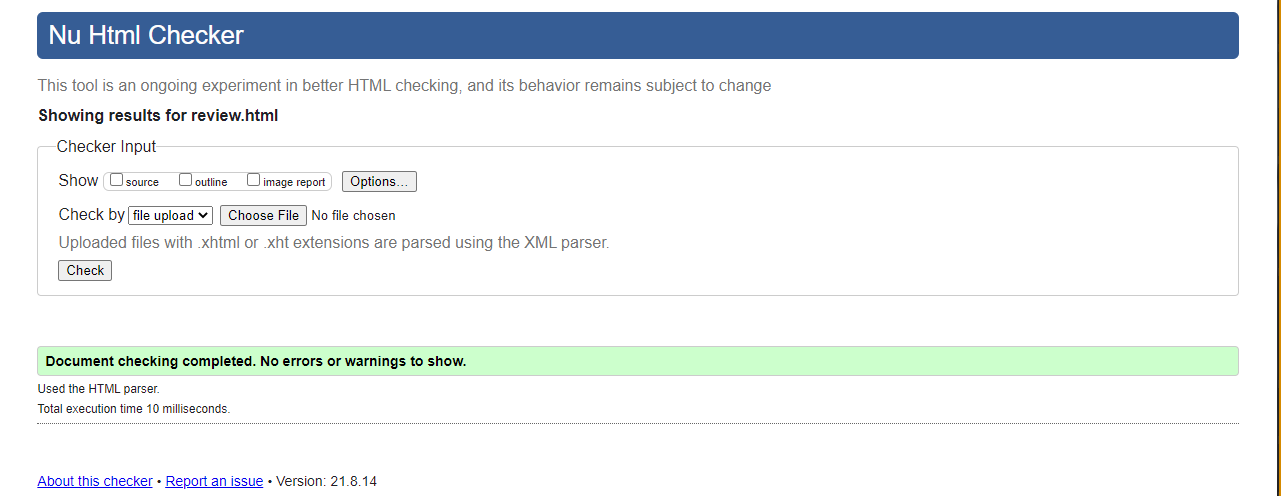 Nu Html Checker
This tool is an ongoing experiment in better HTML checking, and its behavior remains subject to change
Showing results for review.html
Checker Input
Show source outline image report Options...
Check by file upload Choose File No file chosen
Uploaded files with .xhtml or .xht extensions are parsed using the XML parser.
Check
Document checking completed. No errors or warnings to show.
Used the HTML parser.
Total execution time 10 milliseconds.
About this checker • Report an issue • Version: 21.8.14